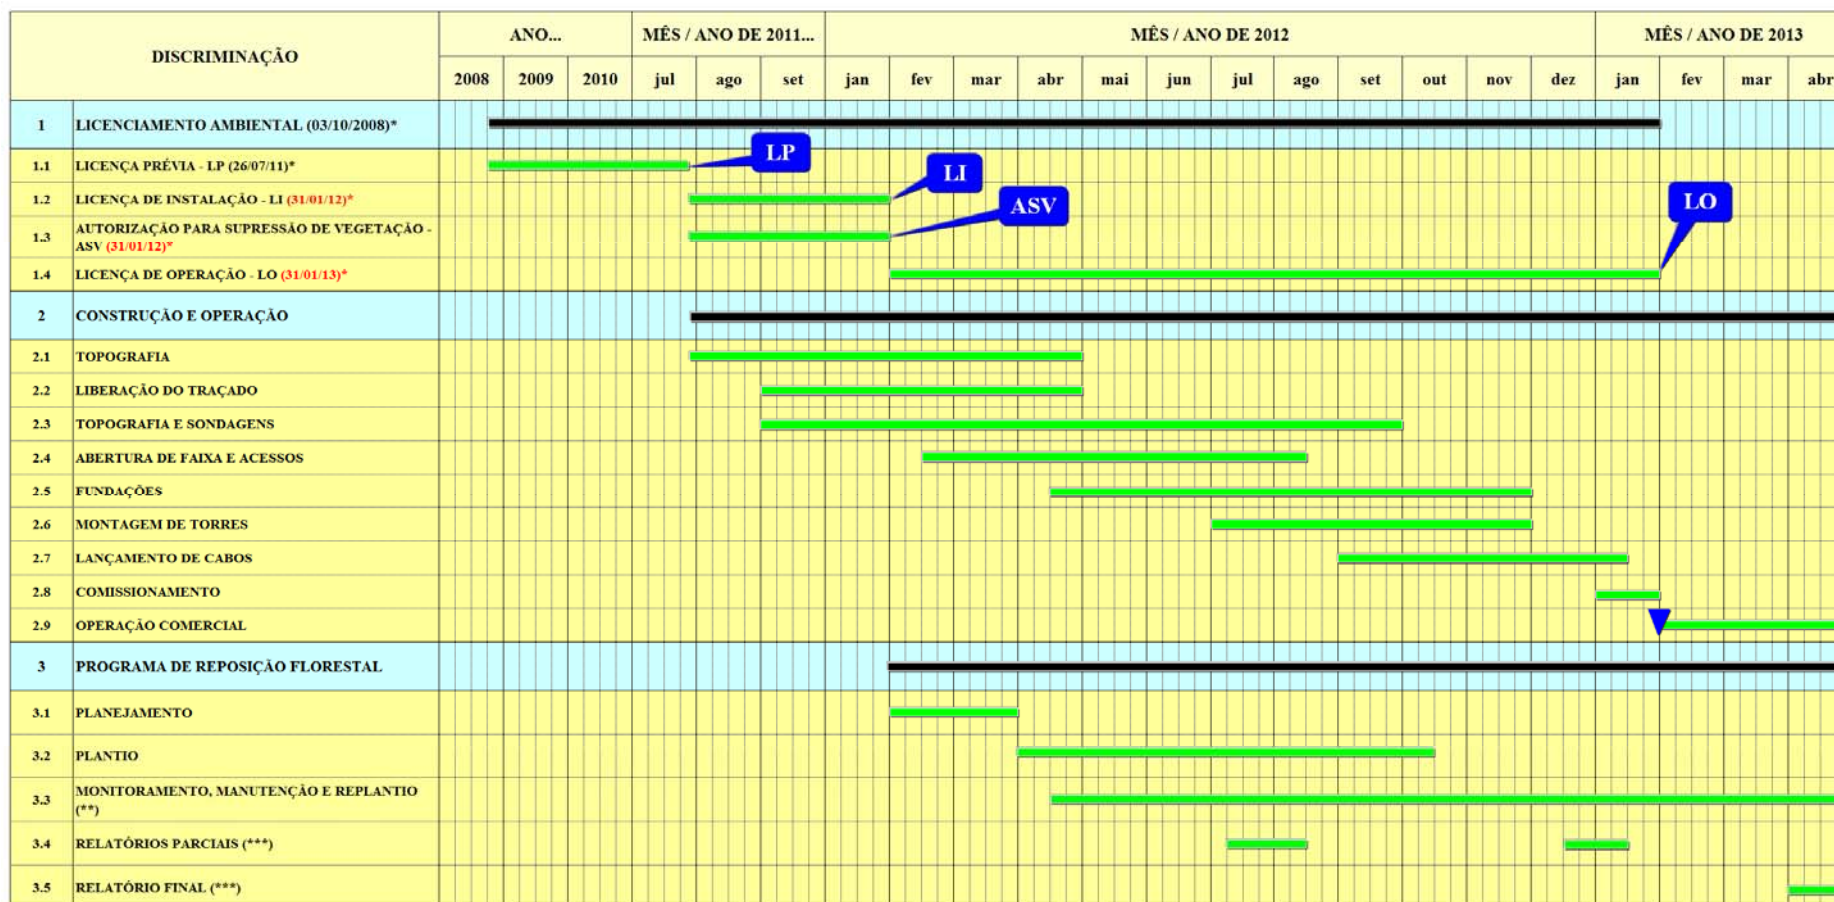 DISCRIMINAÇÃO
ANO...
MÊS / ANO DE 2011...
MÊS / ANO DE 2012
MÊS / ANO DE 2013
2008 2009 2010 jul ago set jan fev mar abr mai jun jul ago set out nov dez jan fev mar abr
1 LICENCIAMENTO AMBIENTAL (03/10/2008)*
1.1 LICENÇA PRÉVIA - LP (26/07/11)*
LP
1.2 LICENÇA DE INSTALAÇÃO - LI (31/01/12)*
LI
1.3 AUTORIZAÇÃO PARA SUPRESSÃO DE VEGETAÇÃO -
ASV (31/01/12)*
ASV
1.4 LICENÇA DE OPERAÇÃO - LO (31/01/13)*
LO
2 CONSTRUÇÃO E OPERAÇÃO
2.1 TOPOGRAFIA
2.2 LIBERAÇÃO DO TRAÇADO
2.3 TOPOGRAFIA E SONDAGENS
2.4 ABERTURA DE FAIXA E ACESSOS
2.5 FUNDAÇÕES
2.6 MONTAGEM DE TORRES
2.7 LANÇAMENTO DE CABOS
2.8 COMISSIONAMENTO
2.9 OPERAÇÃO COMERCIAL
3 PROGRAMA DE REPOSIÇÃO FLORESTAL
3.1 PLANEJAMENTO
3.2 PLANTIO
3.3 MONITORAMENTO, MANUTENÇÃO E REPLANTIO
(**)
3.4 RELATÓRIOS PARCIAIS (***)
3.5 RELATÓRIO FINAL (***)